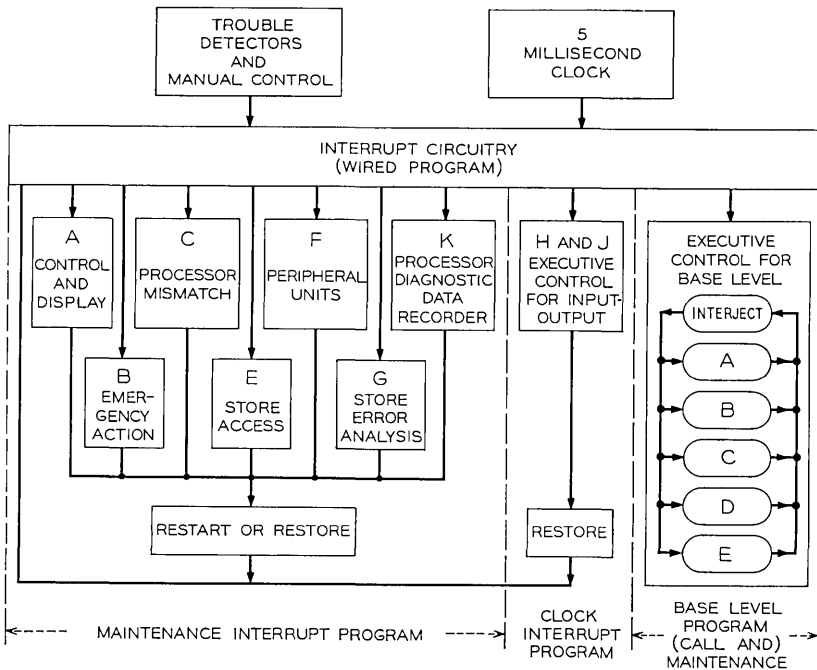 TROUBLE
DETECTORS
AND
MANUAL CONTROL
5
MILLISECOND
CLOCK
INTERRUPT CIRCUITRY
(WIRED PROGRAM)
A
CONTROL
AND
DISPLAY
C
PROCESSOR
MISMATCH
F
PERIPHERAL
UNITS
K
PROCESSOR
DIAGNOSTIC
DATA
RECORDER
H AND J
EXECUTIVE
CONTROL
FOR INPUT-
OUTPUT
B
EMER-
GENCY
ACTION
E
STORE
ACCESS
G
STORE
ERROR
ANALYSIS
EXECUTIVE
CONTROL FOR
BASE LEVEL
INTERJECT
A
B
C
D
E
RESTART OR RESTORE
RESTORE
MAINTENANCE INTERRUPT PROGRAM
CLOCK
INTERRUPT
PROGRAM
BASE LEVEL
PROGRAM
(CALL AND)
MAINTENANCE